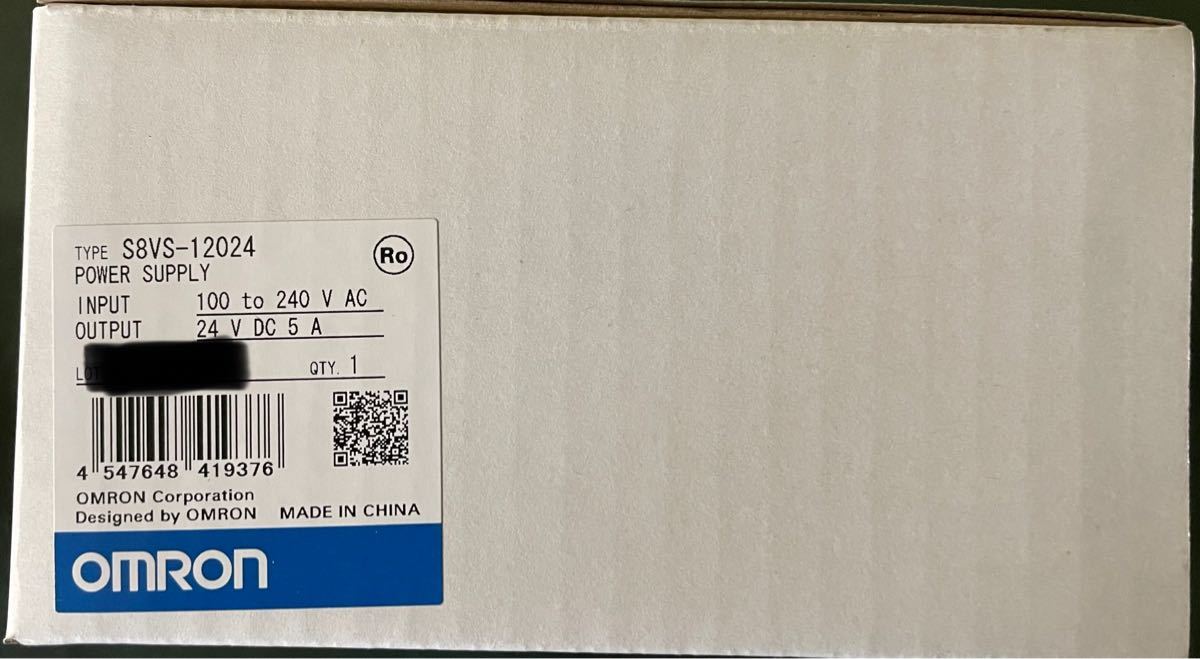 TYPE S8VS-12024
Ro
POWER SUPPLY
INPUT 100 to 240 V AC
OUTPUT 24 V DC 5 A
LOT QTY. 1
4 547648 419376
OMRON Corporation
Designed by OMRON MADE IN CHINA
OMRON